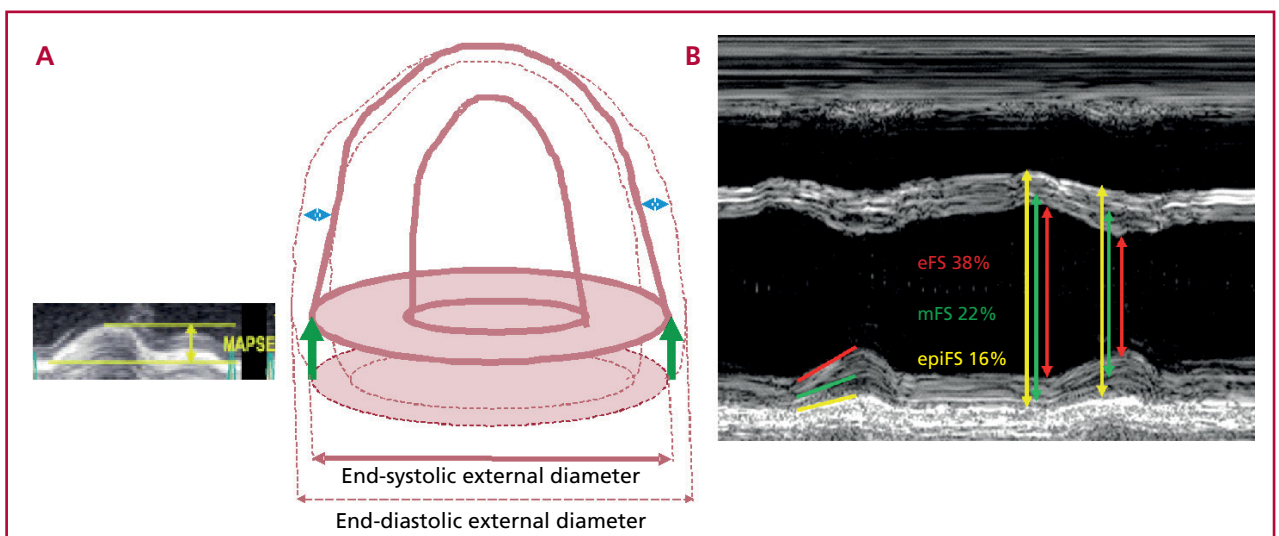 A
MAPSE
End-systolic external diameter
End-diastolic external diameter
B
eFS 38%
mFS 22%
epiFS 16%